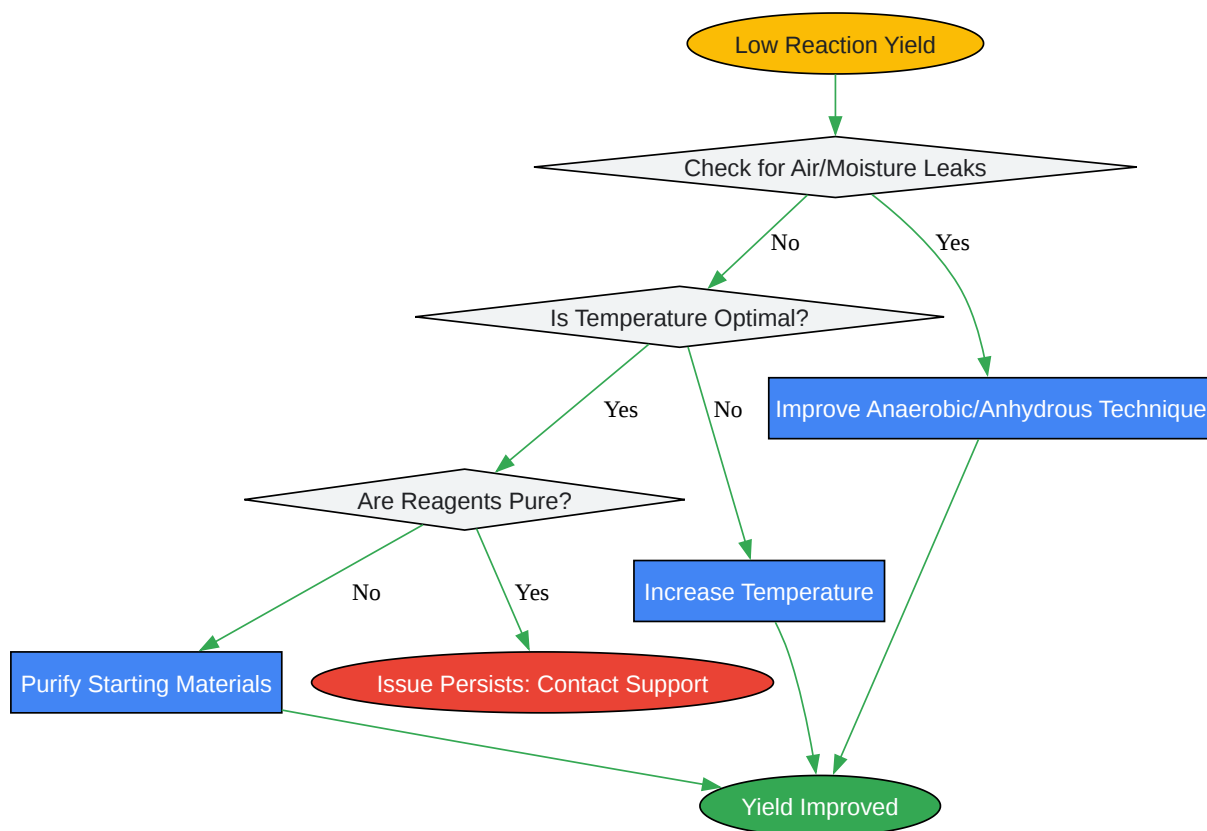 Low Reaction Yield
Check for Air/Moisture Leaks
No
Yes
Is Temperature Optimal?
Yes
No
Improve Anaerobic/Anhydrous Technique
Are Reagents Pure?
No
Yes
Increase Temperature
Purify Starting Materials
Issue Persists: Contact Support
Yield Improved